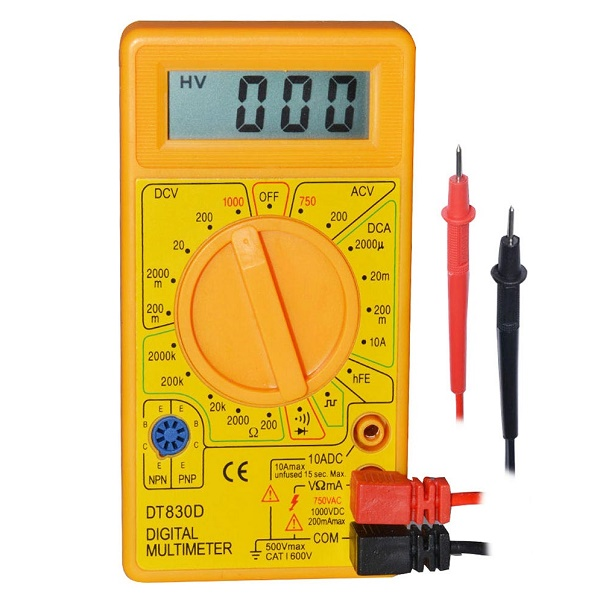 HV 000
DCV
OFF
ACV
1000
750
200
200
DCA
2000µ
20
20m
2000
m
200
m
200
m
10A
2000k
hFE
200k
20k
2000
Ω
200
E E
B B
C C
E E
NPN PNP
CE
10ADC
10Amax
unfused 15 sec. Max.
VΩmA
750VAC
1000VDC
200mAmax
COM
500Vmax
CAT I 600V
DT830D
DIGITAL
MULTIMETER